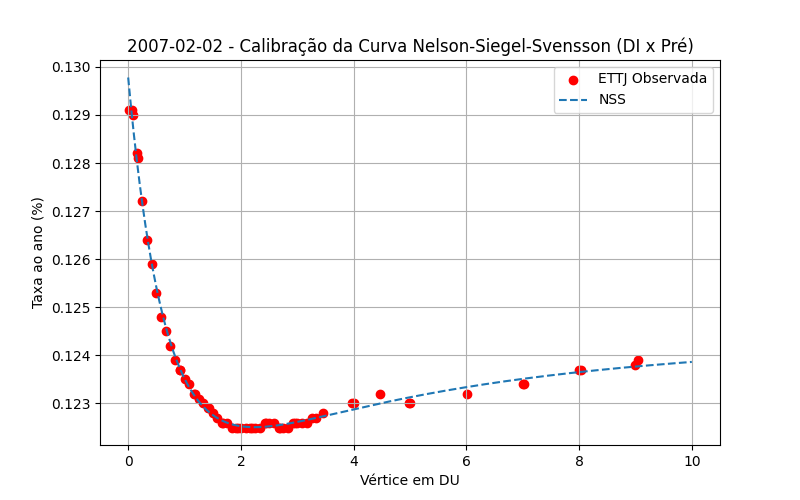 2007-02-02 - Calibração da Curva Nelson-Siegel-Svensson (DI x Pré)
ETTJ Observada
NSS
Taxa ao ano (%)
0.130
0.129
0.128
0.127
0.126
0.125
0.124
0.123
0 2 4 6 8 10
Vértice em DU